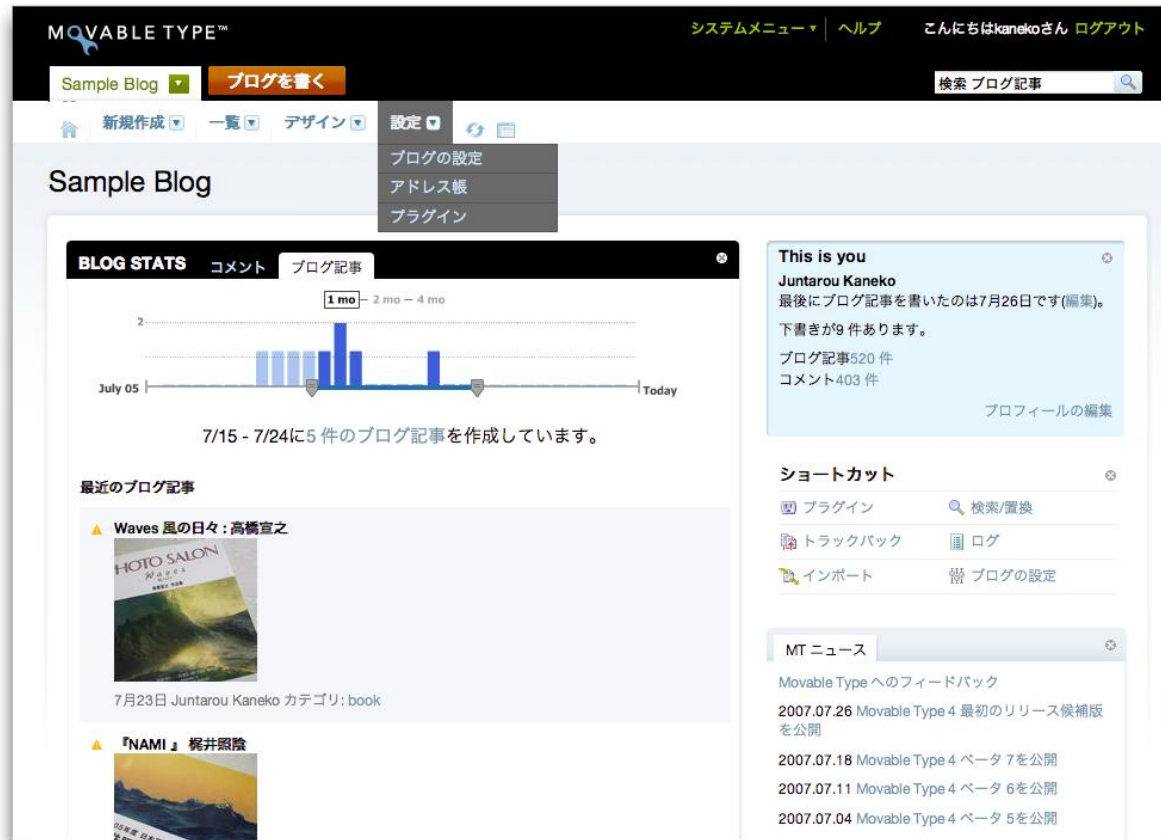 MOVABLE TYPE™
システムメニュー ヘルプ こんにちはkanekoさん ログアウト
Sample Blog ブログを書く 検索 ブログ記事
新規作成 一覧 デザイン 設定
ブログの設定
アドレス帳
プラグイン
Sample Blog
BLOG STATS コメント ブログ記事
1 mo – 2 mo – 4 mo
2
July 05 Today
7/15 - 7/24に5 件のブログ記事を作成しています。
最近のブログ記事
Waves 風の日々 : 高橋宣之
PHOTO SALON
Waves
7月23日 Juntarou Kaneko カテゴリ: book
『NAMI 』 梶井照陰
This is you
Juntarou Kaneko
最後にブログ記事を書いたのは7月26日です(編集)。
下書きが9 件あります。
ブログ記事520 件
コメント403 件
プロフィールの編集
ショートカット
プラグイン 検索/置換
トラックバック ログ
インポート ブログの設定
MT ニュース
Movable Type へのフィードバック
2007.07.26 Movable Type 4 最初のリリース候補版
を公開
2007.07.18 Movable Type 4 ベータ 7を公開
2007.07.11 Movable Type 4 ベータ 6を公開
2007.07.04 Movable Type 4 ベータ 5を公開